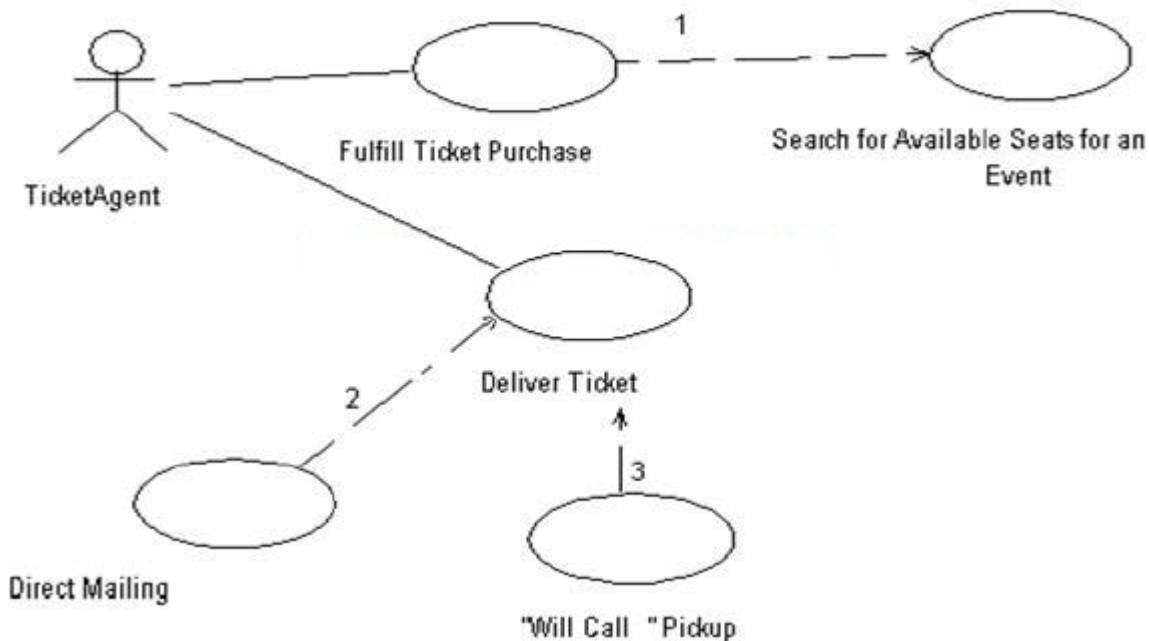 1
Fulfill Ticket Purchase
Search for Available Seats for an
Event
TicketAgent
Deliver Ticket
2
3
Direct Mailing
"Will Call " Pickup